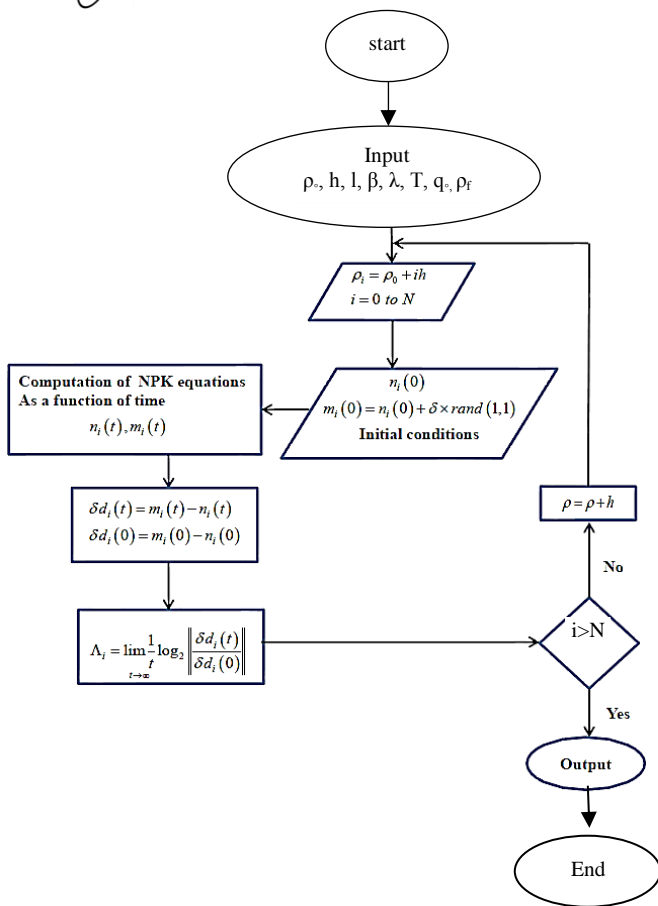 start
Input
ρ◦, h, l, β, λ, T, q◦, ρf
ρi = ρ0 + ih
i = 0 to N
ni(0)
mi(0) = ni(0) + δ × rand(1,1)
Initial conditions
Computation of NPK equations
As a function of time
ni(t), mi(t)
δdi(t) = mi(t) − ni(t)
δdi(0) = mi(0) − ni(0)
Λi = lim t→∞ 1/t log2 ‖δdi(t)/δdi(0)‖
i>N
No
ρ = ρ + h
Yes
Output
End